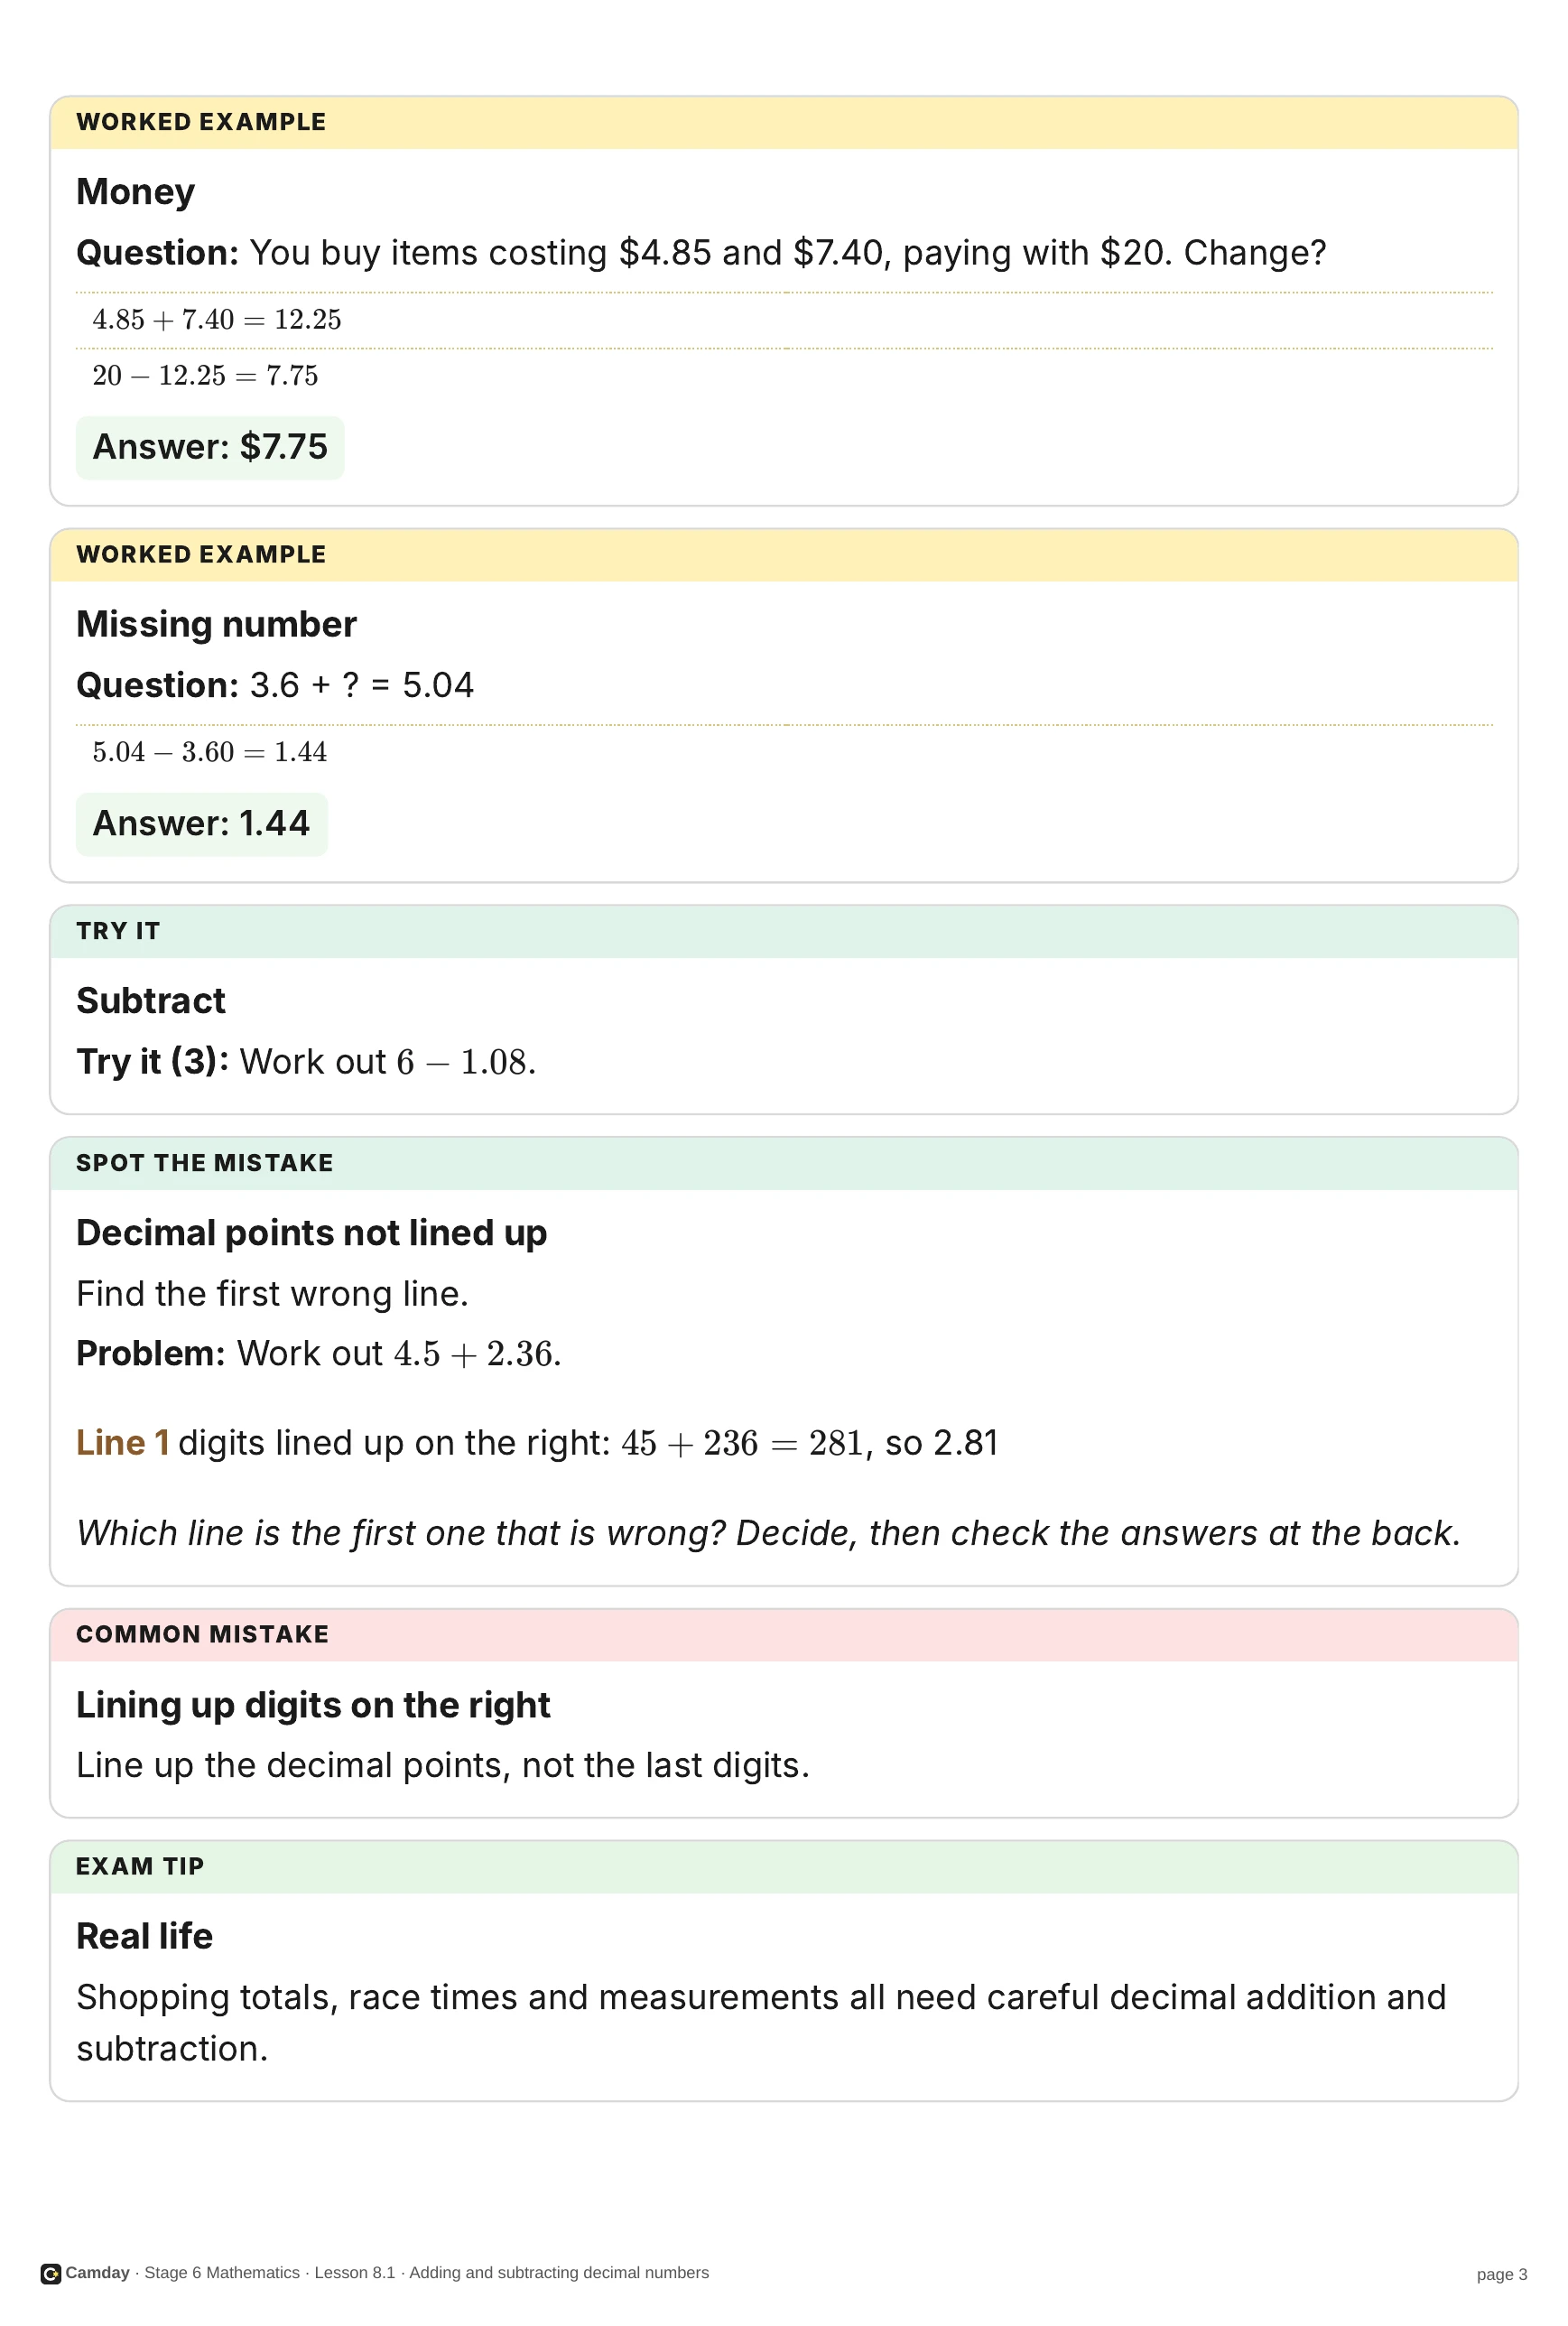 WORKED EXAMPLE
Money
Question: You buy items costing $4.85 and $7.40, paying with $20. Change?
4.85 + 7.40 = 12.25
20 − 12.25 = 7.75
Answer: $7.75
WORKED EXAMPLE
Missing number
Question: 3.6 + ? = 5.04
5.04 − 3.60 = 1.44
Answer: 1.44
TRY IT
Subtract
Try it (3): Work out 6 − 1.08.
SPOT THE MISTAKE
Decimal points not lined up
Find the first wrong line.
Problem: Work out 4.5 + 2.36.
Line 1 digits lined up on the right: 45 + 236 = 281, so 2.81
Which line is the first one that is wrong? Decide, then check the answers at the back.
COMMON MISTAKE
Lining up digits on the right
Line up the decimal points, not the last digits.
EXAM TIP
Real life
Shopping totals, race times and measurements all need careful decimal addition and
subtraction.
Camday · Stage 6 Mathematics · Lesson 8.1 · Adding and subtracting decimal numbers
page 3